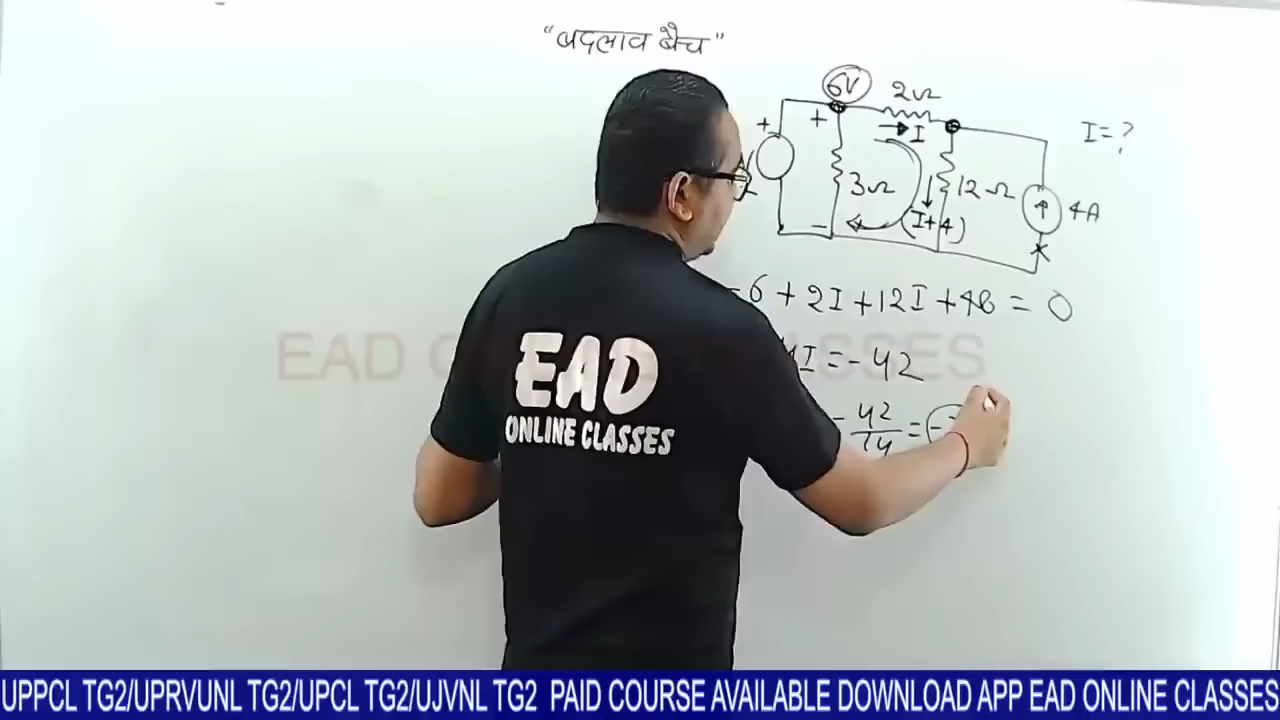 "बदलाव बैच"
6V
2Ω
+
+
I
I=?
3Ω
12Ω
4A
(I+4)
−
−6+2I+12I+48 = 0
I=−42
−42/14=
EAD
ONLINE CLASSES
EAD CLASSES
UPPCL TG2/UPRVUNL TG2/UPCL TG2/UJVNL TG2 PAID COURSE AVAILABLE DOWNLOAD APP EAD ONLINE CLASSES